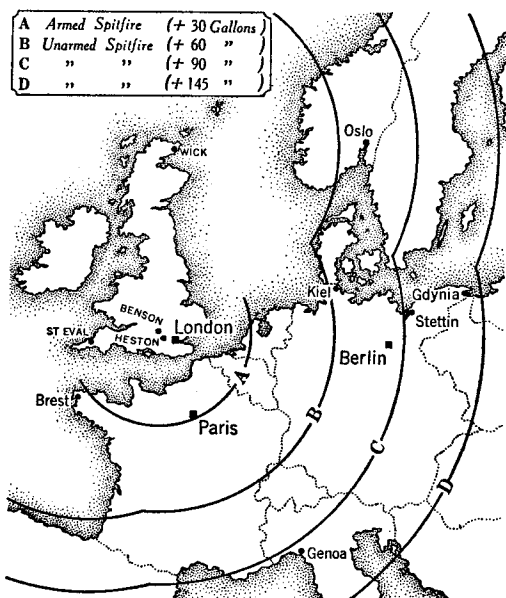 A Armed Spitfire (+ 30 Gallons)
B Unarmed Spitfire (+ 60 ")
C " " (+ 90 ")
D " " (+ 145 ")
Oslo
WICK
Kiel
Gdynia
Stettin
BENSON
London
ST EVAL
HESTON
Berlin
A
Brest
B
Paris
C
D
Genoa